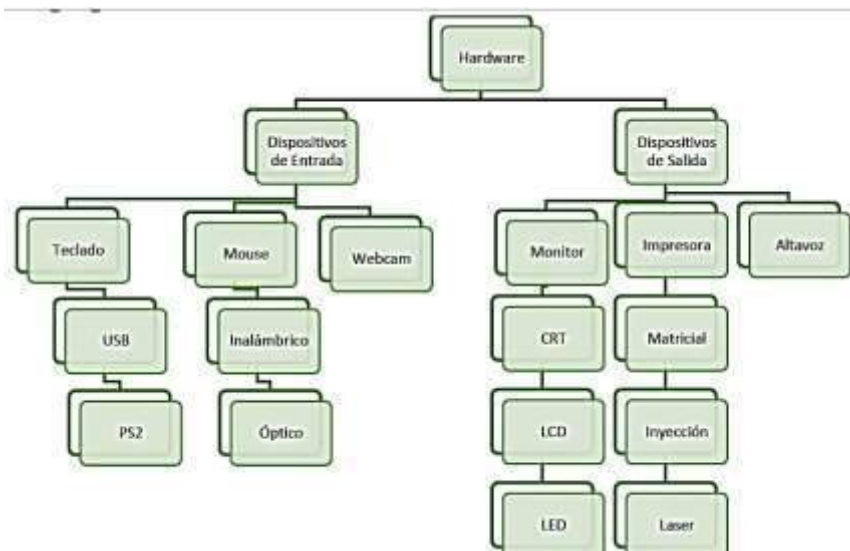 Hardware
Dispositivos
de Entrada
Dispositivos
de Salida
Teclado
Mouse
Webcam
Monitor
Impresora
Altavoz
USB
Inalámbrico
CRT
Matricial
PS2
Óptico
LCD
Inyección
LED
Laser